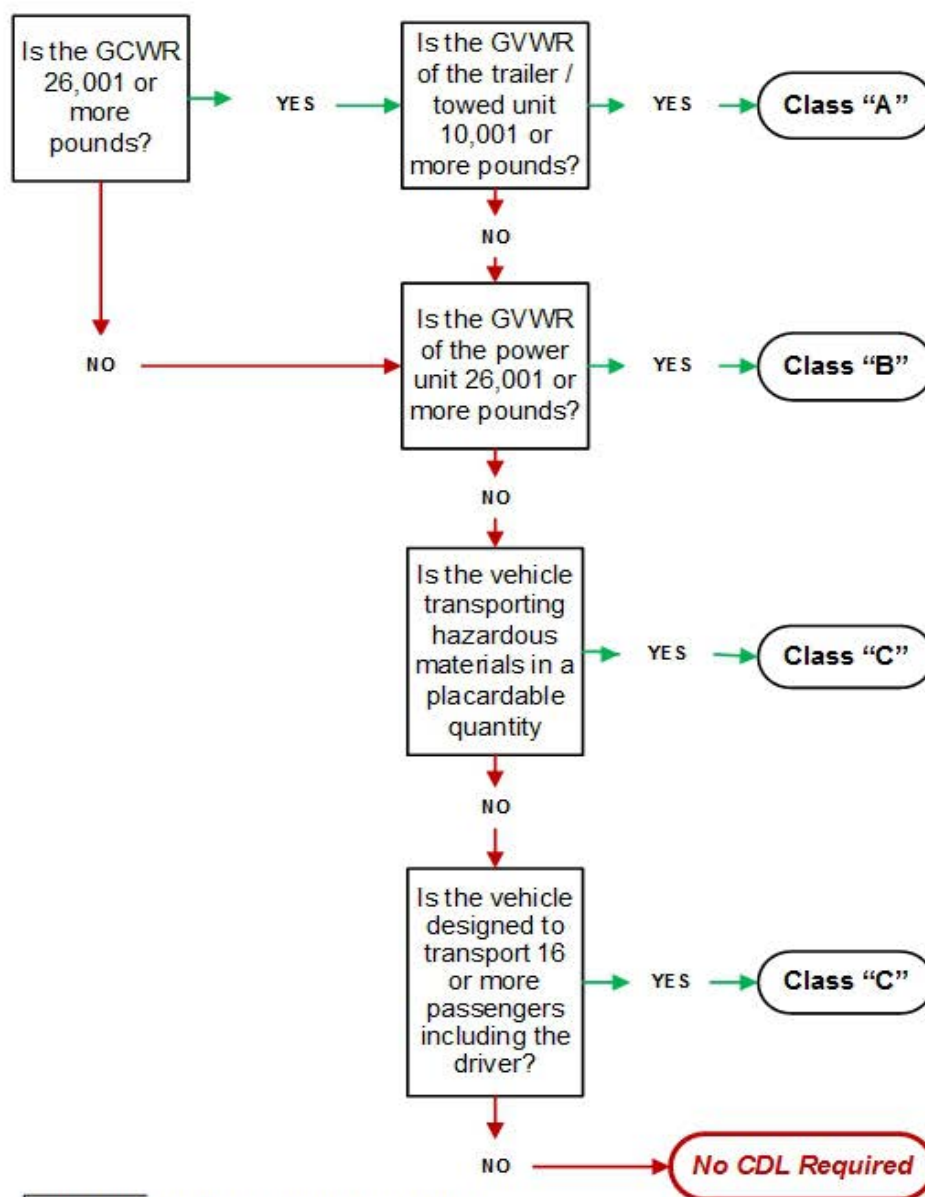 Is the GCWR
26,001 or
more
pounds?
YES
Is the GVWR
of the trailer /
towed unit
10,001 or
more pounds?
YES
Class “A”
NO
NO
Is the GVWR
of the power
unit 26,001 or
more pounds?
YES
Class “B”
NO
Is the vehicle
transporting
hazardous
materials in a
placardable
quantity
YES
Class “C”
NO
Is the vehicle
designed to
transport 16
or more
passengers
including the
driver?
YES
Class “C”
NO
No CDL Required